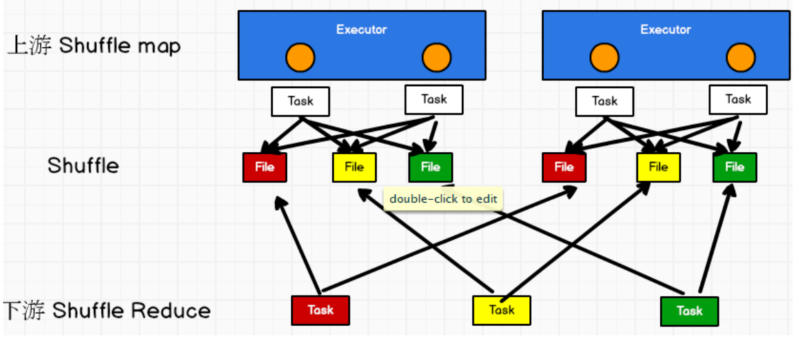 上游 Shuffle map
Executor
Executor
Task
Task
Task
Task
Shuffle
File
File
File
File
File
File
double-click to edit
下游 Shuffle Reduce
Task
Task
Task